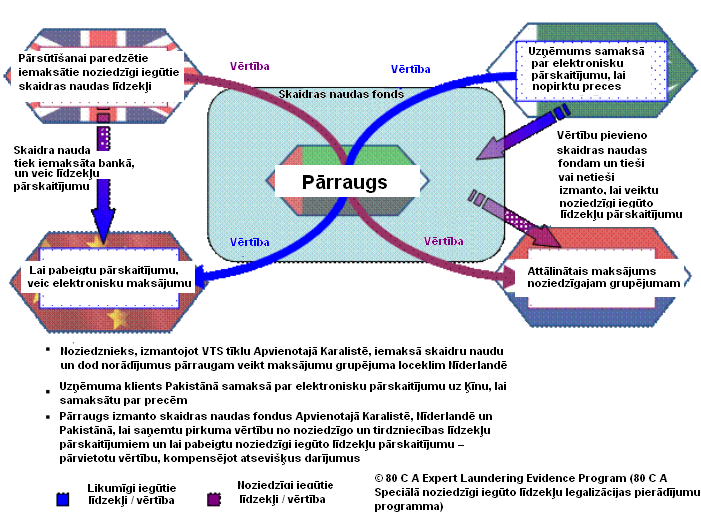 Pārsūtīšanai paredzētie
iemaksātie noziedzīgi iegūtie
skaidras naudas līdzekļi
Vērtība
Vērtība
Uzņēmums samaksā
par elektronisku
pārskaitījumu, lai
nopirktu preces
Skaidras naudas fonds
Skaidra nauda
tiek iemaksāta bankā,
un veic līdzekļu
pārskaitījumu
Pārraugs
Vērtību pievieno
skaidras naudas
fondam un tieši
vai netieši
izmanto, lai veiktu
noziedzīgi iegūto
līdzekļu pārskaitījumu
Vērtība
Vērtība
Lai pabeigtu pārskaitījumu,
veic elektronisku maksājumu
Attālinātais maksājums
noziedzīgajam grupējumam
▪ Noziedznieks, izmantojot VTS tīklu Apvienotajā Karalistē, iemaksā skaidru naudu
un dod norādījumus pārraugam veikt maksājumu grupējuma loceklim Nīderlandē
▪ Uzņēmuma klients Pakistānā samaksā par elektronisku pārskaitījumu uz Ķīnu, lai
samaksātu par precēm
▪ Pārraugs izmanto skaidras naudas fondus Apvienotajā Karalistē, Nīderlandē un
Pakistānā, lai saņemtu pirkuma vērtību no noziedzīgo un tirdzniecības līdzekļu
pārskaitījumiem un lai pabeigtu noziedzīgi iegūto līdzekļu pārskaitījumu –
pārvietotu vērtību, kompensējot atsevišķus darījumus
Likumīgi iegūtie
līdzekļi / vērtība
Noziedzīgi iegūtie
līdzekļi / vērtība
© 80 C A Expert Laundering Evidence Program (80 C A
Speciālā noziedzīgi iegūto līdzekļu legalizācijas pierādījumu
programma)